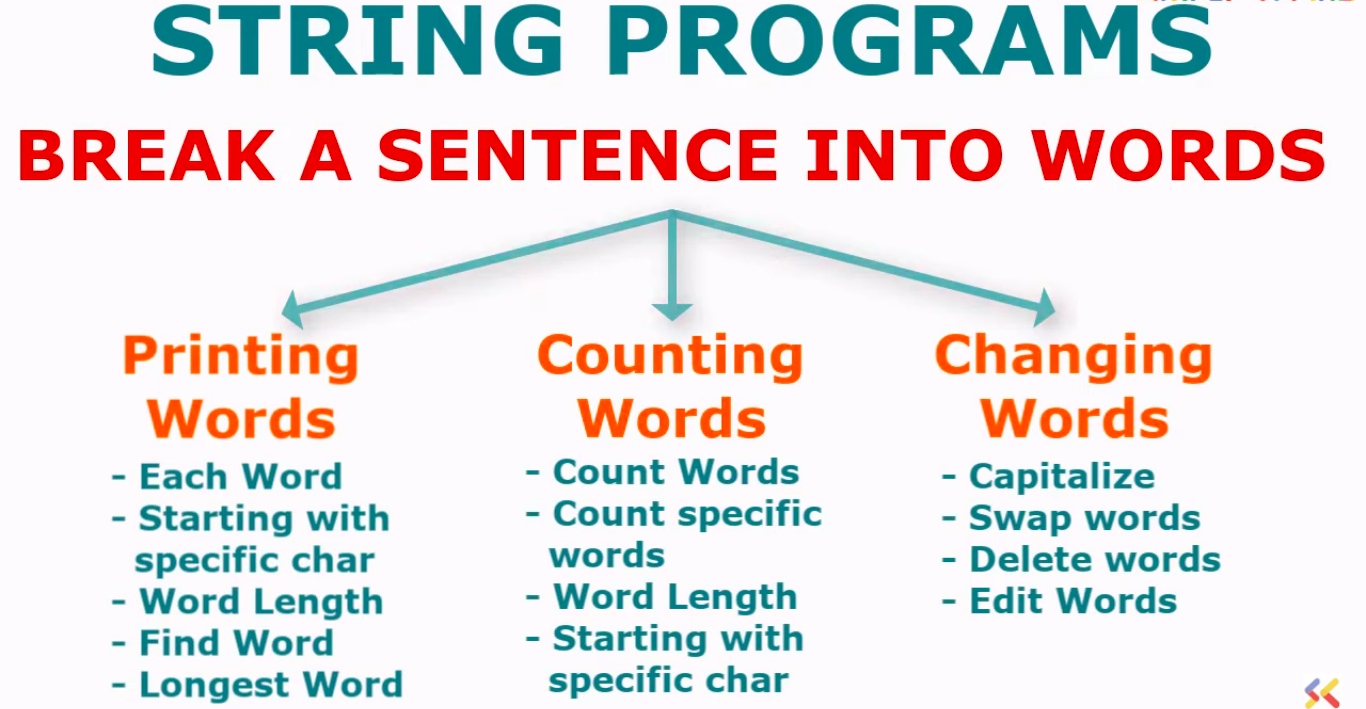 STRING PROGRAMS
BREAK A SENTENCE INTO WORDS
Printing
Words
- Each Word
- Starting with
specific char
- Word Length
- Find Word
- Longest Word
Counting
Words
- Count Words
- Count specific
words
- Word Length
- Starting with
specific char
Changing
Words
- Capitalize
- Swap words
- Delete words
- Edit Words